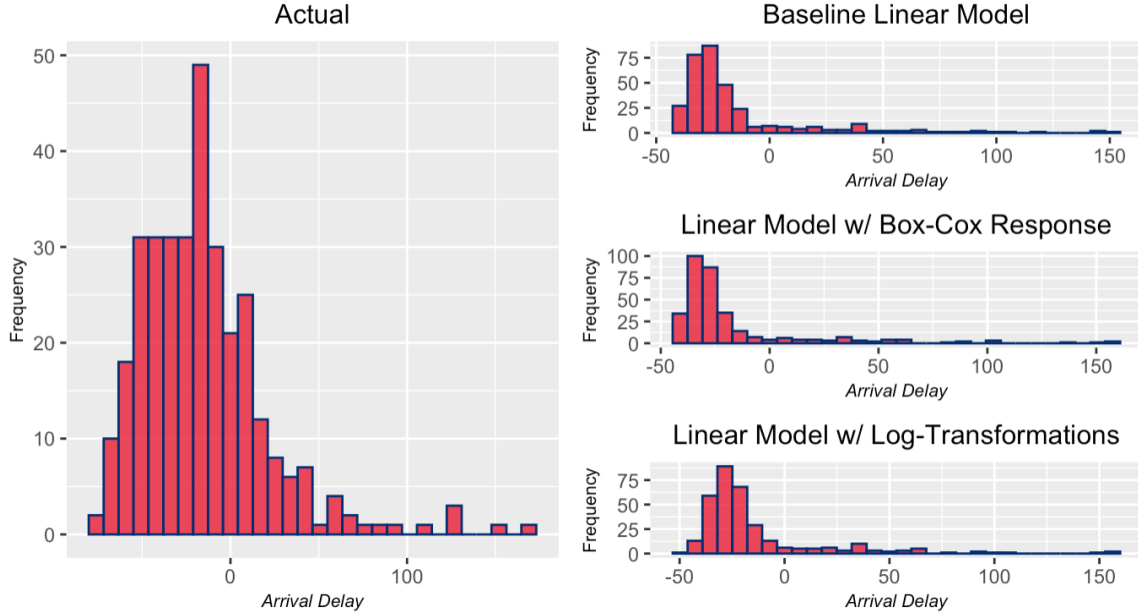 Actual
50
40
30
20
10
0
Frequency
0 100
Arrival Delay
Baseline Linear Model
75
50
25
0
Frequency
-50 0 50 100 150
Arrival Delay
Linear Model w/ Box-Cox Response
100
75
50
25
0
Frequency
-50 0 50 100 150
Arrival Delay
Linear Model w/ Log-Transformations
75
50
25
0
Frequency
-50 0 50 100 150
Arrival Delay